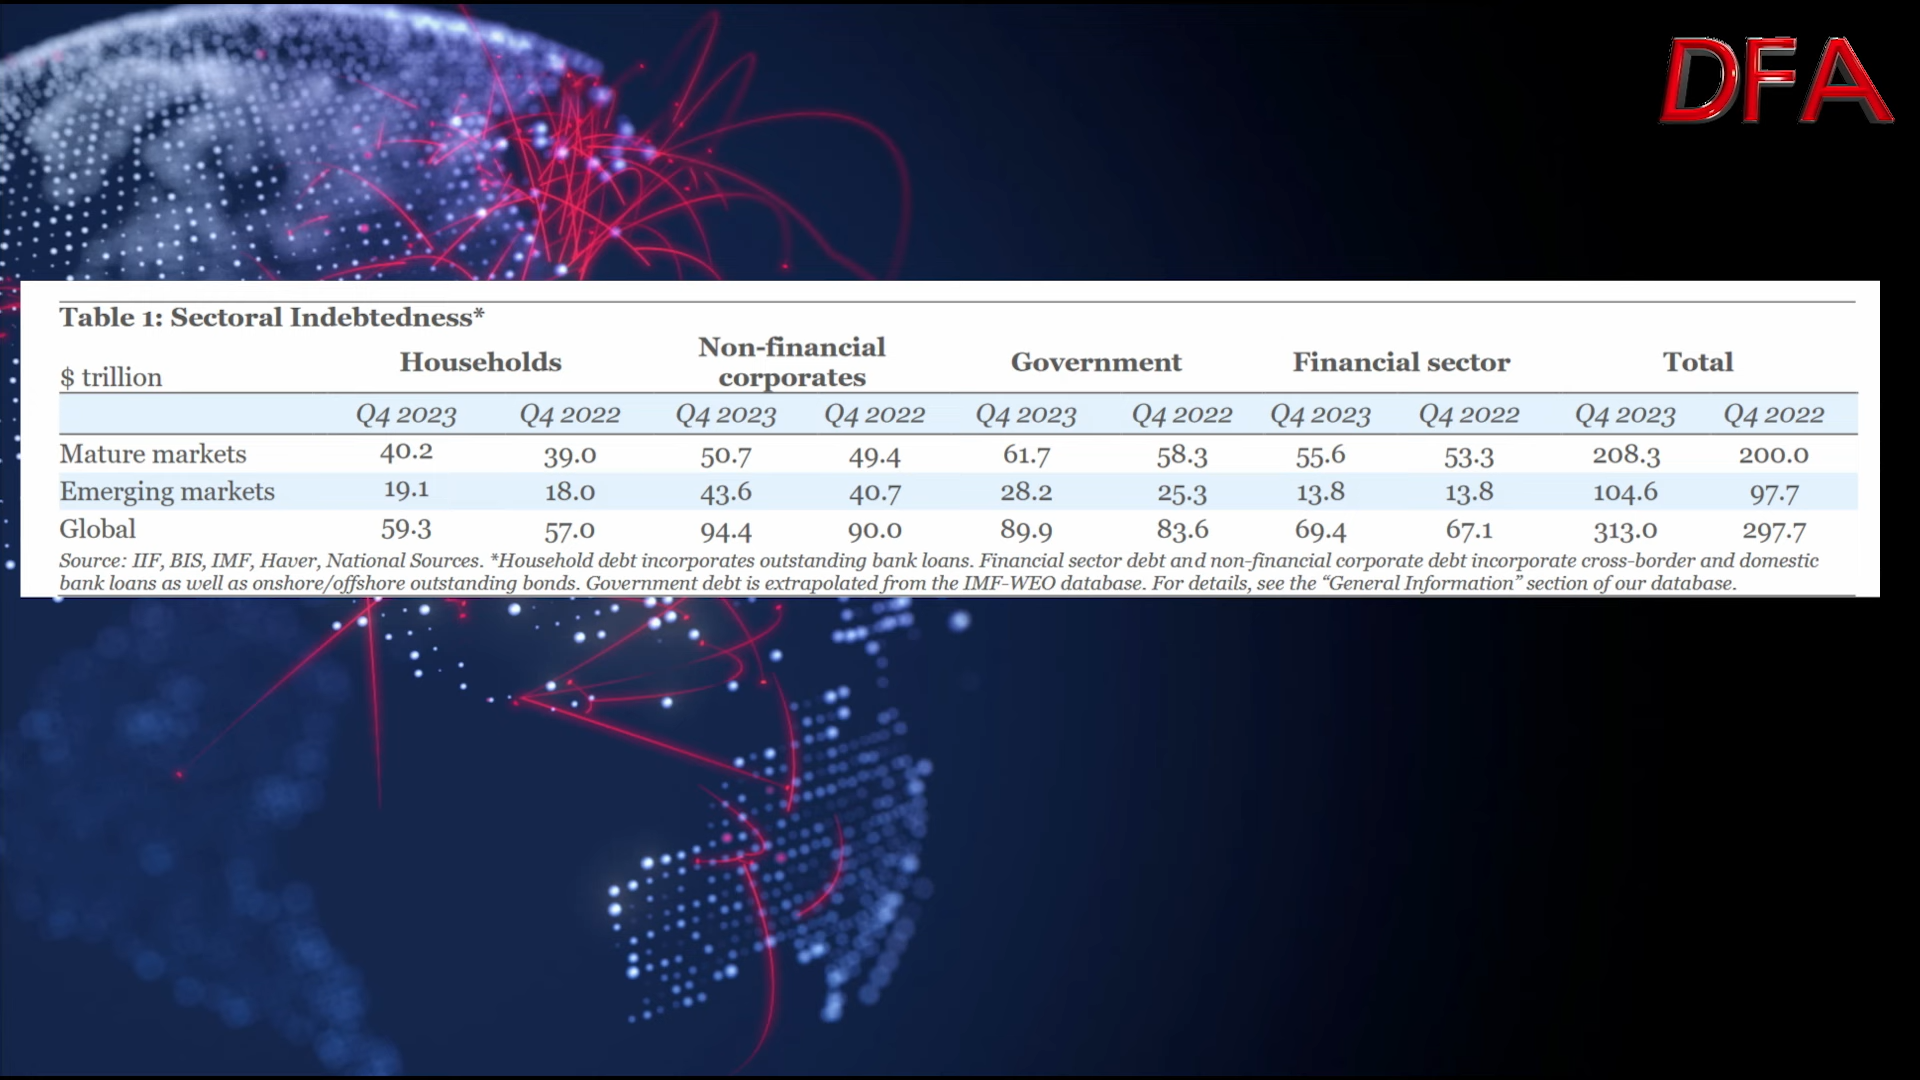 DFA
Table 1: Sectoral Indebtedness*
$ trillion Households Non-financial corporates Government Financial sector Total
Q4 2023 Q4 2022 Q4 2023 Q4 2022 Q4 2023 Q4 2022 Q4 2023 Q4 2022 Q4 2023 Q4 2022
Mature markets 40.2 39.0 50.7 49.4 61.7 58.3 55.6 53.3 208.3 200.0
Emerging markets 19.1 18.0 43.6 40.7 28.2 25.3 13.8 13.8 104.6 97.7
Global 59.3 57.0 94.4 90.0 89.9 83.6 69.4 67.1 313.0 297.7
Source: IIF, BIS, IMF, Haver, National Sources. *Household debt incorporates outstanding bank loans. Financial sector debt and non-financial corporate debt incorporate cross-border and domestic
bank loans as well as onshore/offshore outstanding bonds. Government debt is extrapolated from the IMF-WEO database. For details, see the “General Information” section of our database.